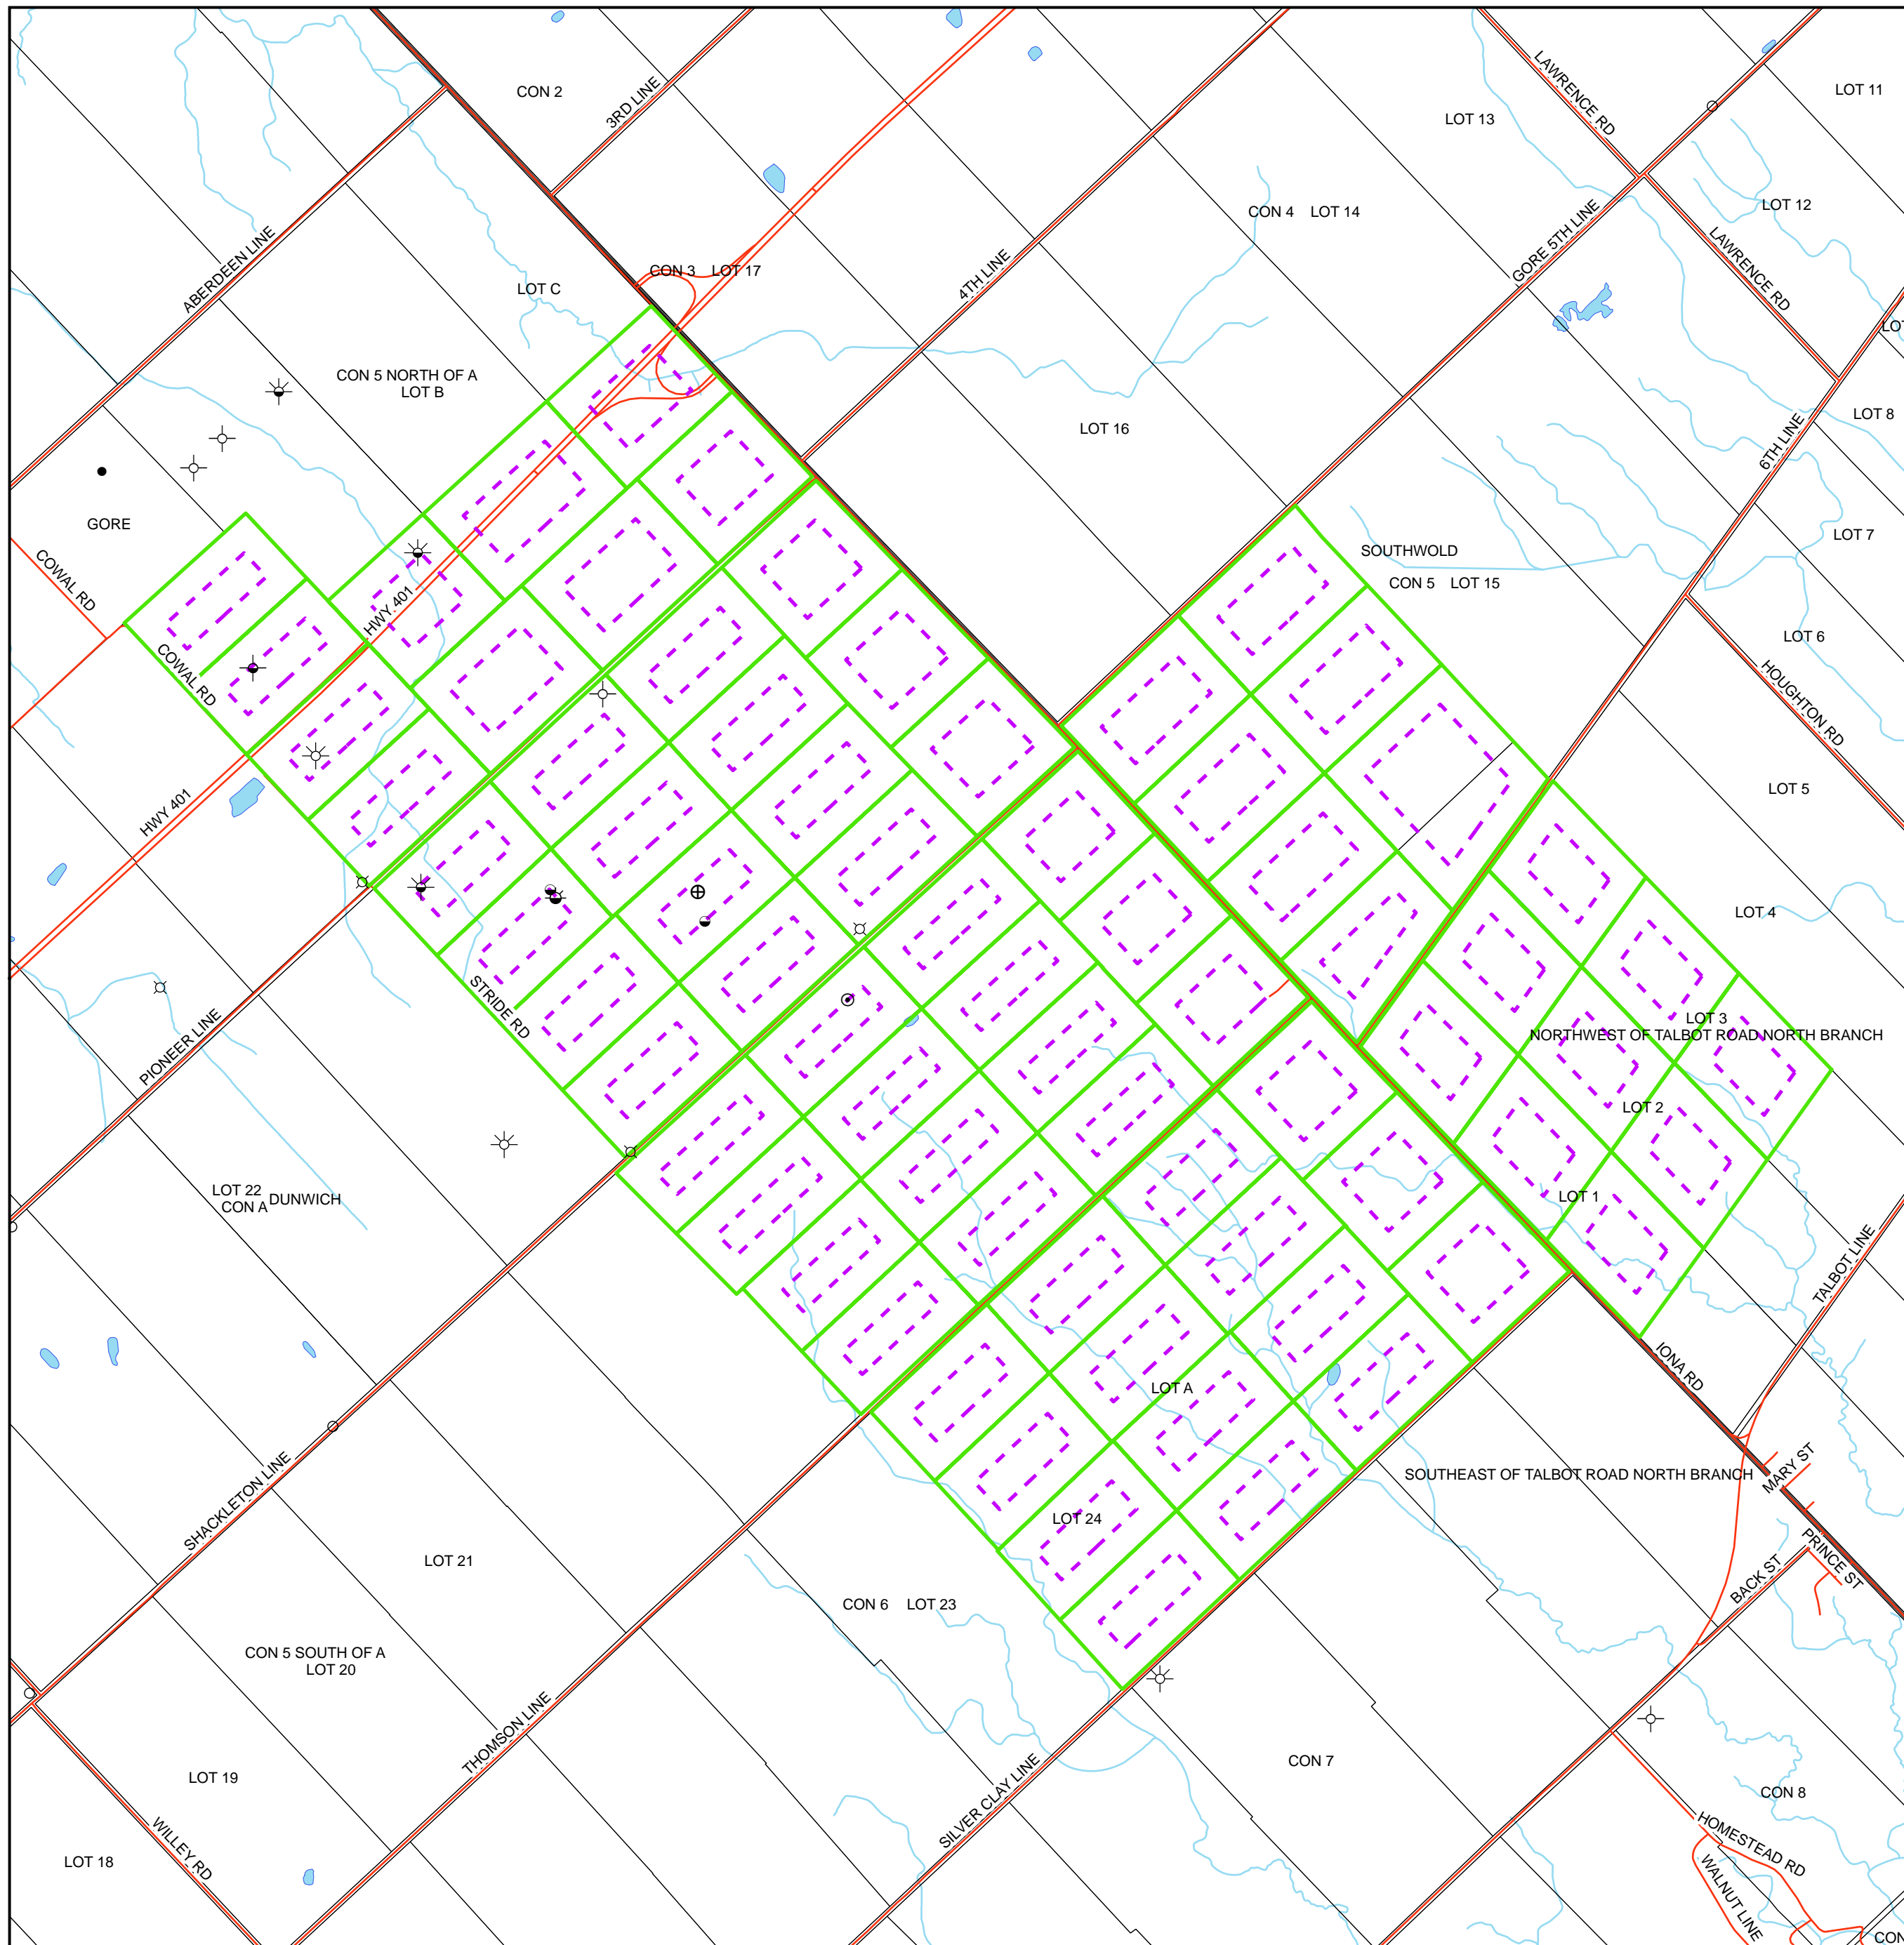 CON 2
3RD LINE
LAWRENCE RD
LOT 11
LOT 13
LOT 12
CON 4 LOT 14
GORE 5TH LINE
LAWRENCE RD
ABERDEEN LINE
CON 3 LOT 17
4TH LINE
LOT C
CON 5 NORTH OF A
LOT B
LOT 16
LOT 8
6TH LINE
GORE
SOUTHWOLD
LOT 7
COWAL RD
CON 5 LOT 15
HWY 401
LOT 6
COWAL RD
HOUGHTON RD
HWY 401
LOT 5
LOT 4
STRIDE RD
PIONEER LINE
LOT 3
NORTHWEST OF TALBOT ROAD NORTH BRANCH
LOT 2
LOT 22
CON A DUNWICH
LOT 1
TALBOT LINE
IONA RD
LOT A
SHACKLETON LINE
SOUTHEAST OF TALBOT ROAD NORTH BRANCH
MARY ST
LOT 24
LOT 21
PRINCE ST
BACK ST
CON 6 LOT 23
CON 5 SOUTH OF A
LOT 20
THOMSON LINE
CON 7
LOT 19
SILVER CLAY LINE
CON 8
LOT 18
WILLEY RD
HOMESTEAD RD
WALNUT LINE
CON